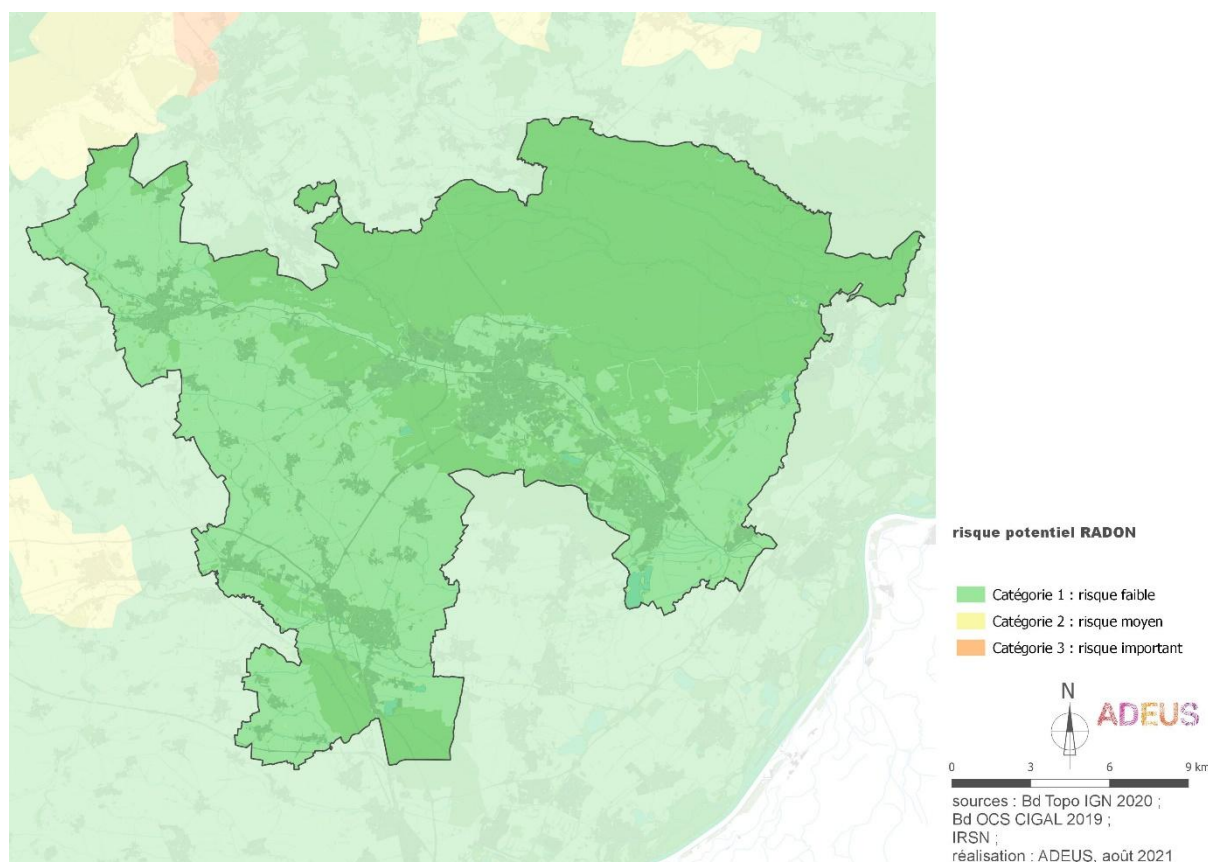 risque potentiel RADON
Catégorie 1 : risque faible
Catégorie 2 : risque moyen
Catégorie 3 : risque important
N
ADEUS
0 3 6 9 km
sources : Bd Topo IGN 2020 ;
Bd OCS CIGAL 2019 ;
IRSN ;
réalisation : ADEUS, août 2021